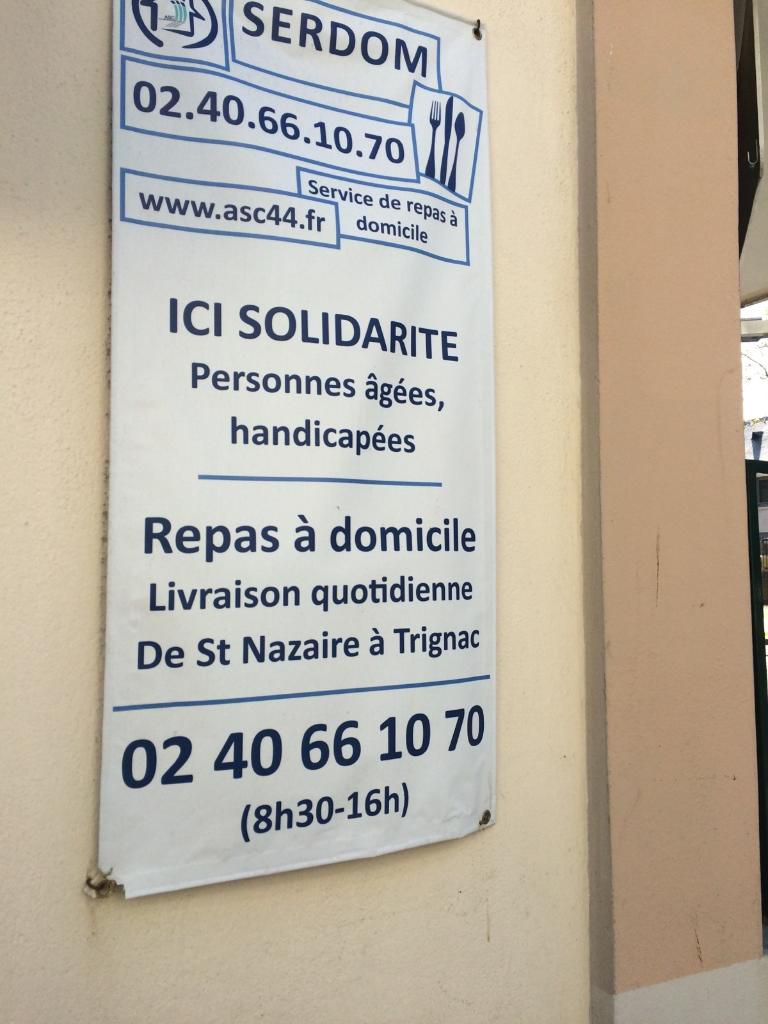 SERDOM
02.40.66.10.70
www.asc44.fr
Service de repas à
domicile
ICI SOLIDARITE
Personnes âgées,
handicapées
Repas à domicile
Livraison quotidienne
De St Nazaire à Trignac
02 40 66 10 70
(8h30-16h)